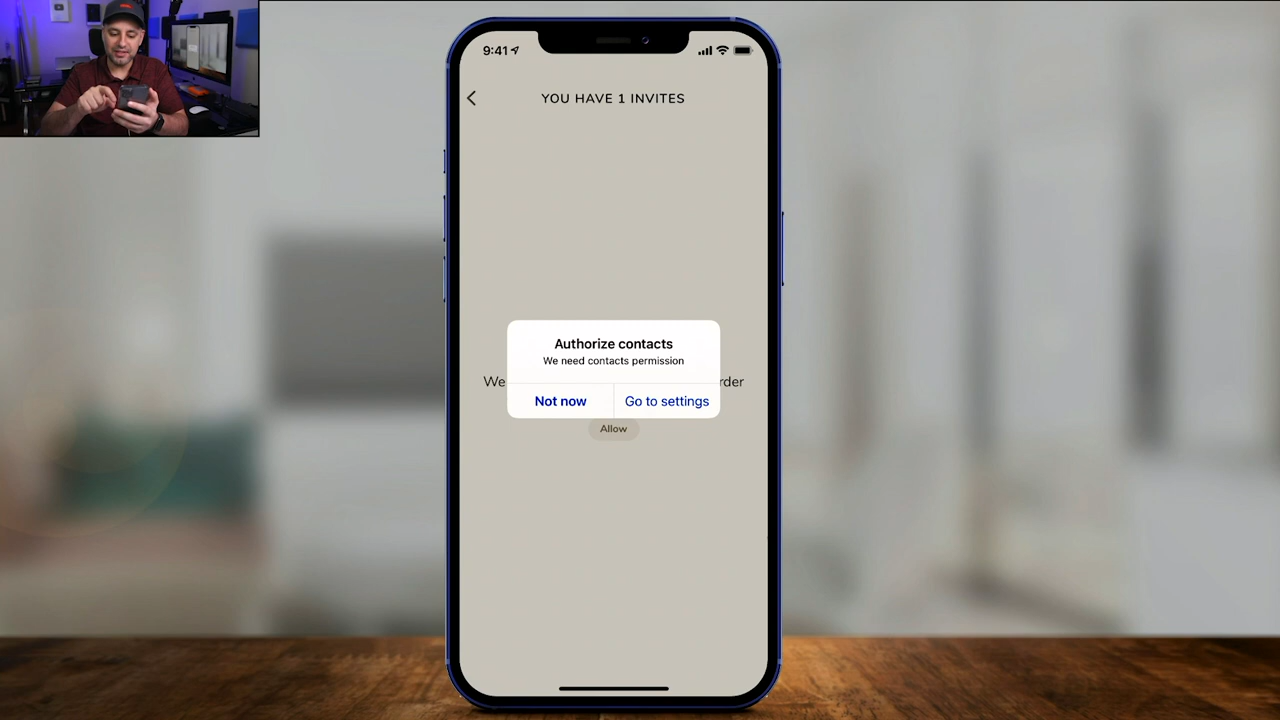 9:41
YOU HAVE 1 INVITES
Authorize contacts
We need contacts permission
We
rder
Not now
Go to settings
Allow